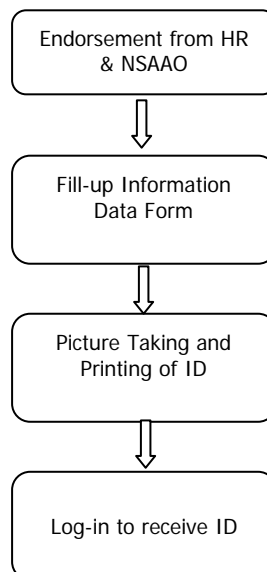 Endorsement from HR
& NSAAO
Fill-up Information
Data Form
Picture Taking and
Printing of ID
Log-in to receive ID